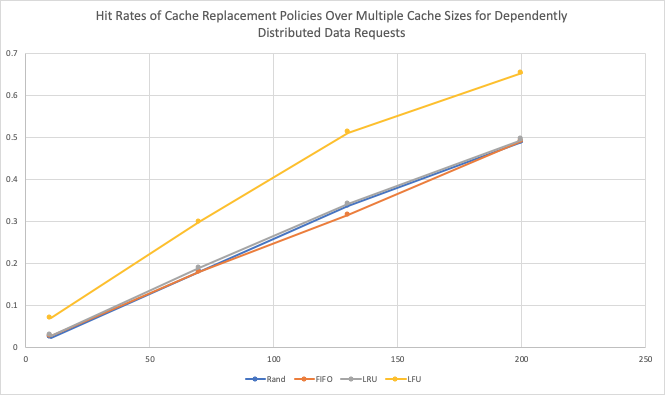 Hit Rates of Cache Replacement Policies Over Multiple Cache Sizes for Dependently
Distributed Data Requests
0.7
0.6
0.5
0.4
0.3
0.2
0.1
0
0 50 100 150 200 250
Rand FIFO LRU LFU